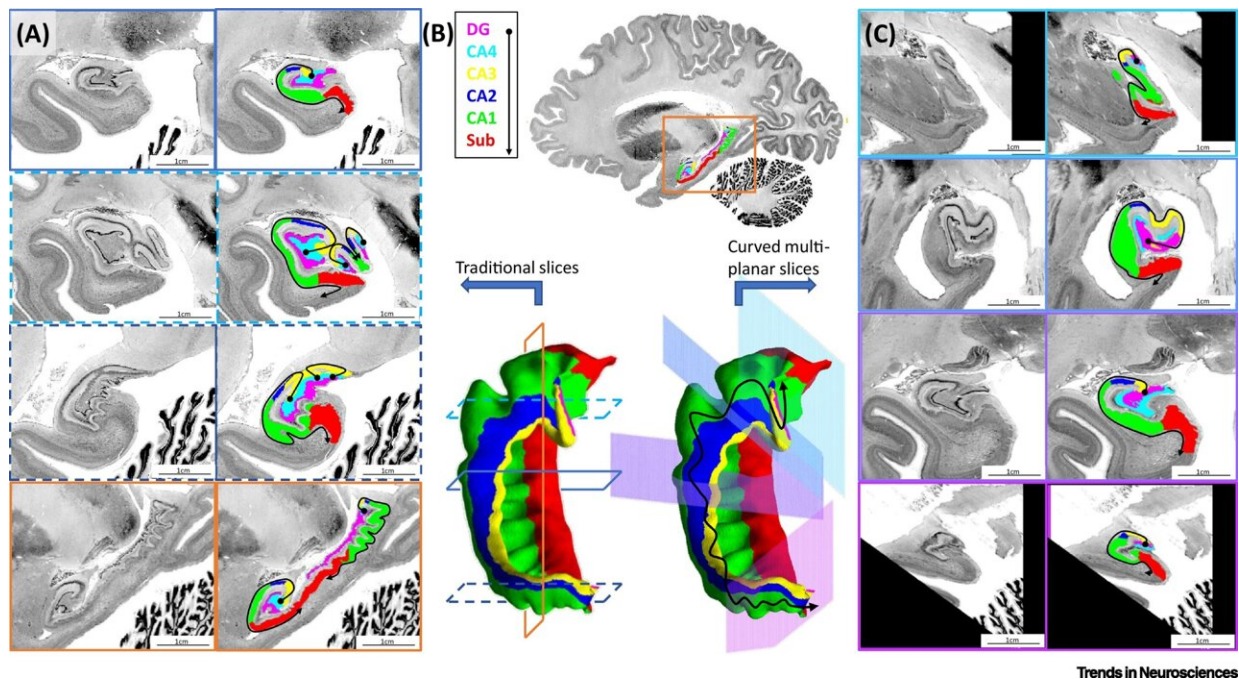 (A)
1cm
1cm
1cm
1cm
1cm
1cm
1cm
1cm
(B)
DG
CA4
CA3
CA2
CA1
Sub
Traditional slices
Curved multi-
planar slices
(C)
1cm
1cm
1cm
1cm
1cm
1cm
1cm
1cm
Trends in Neurosciences